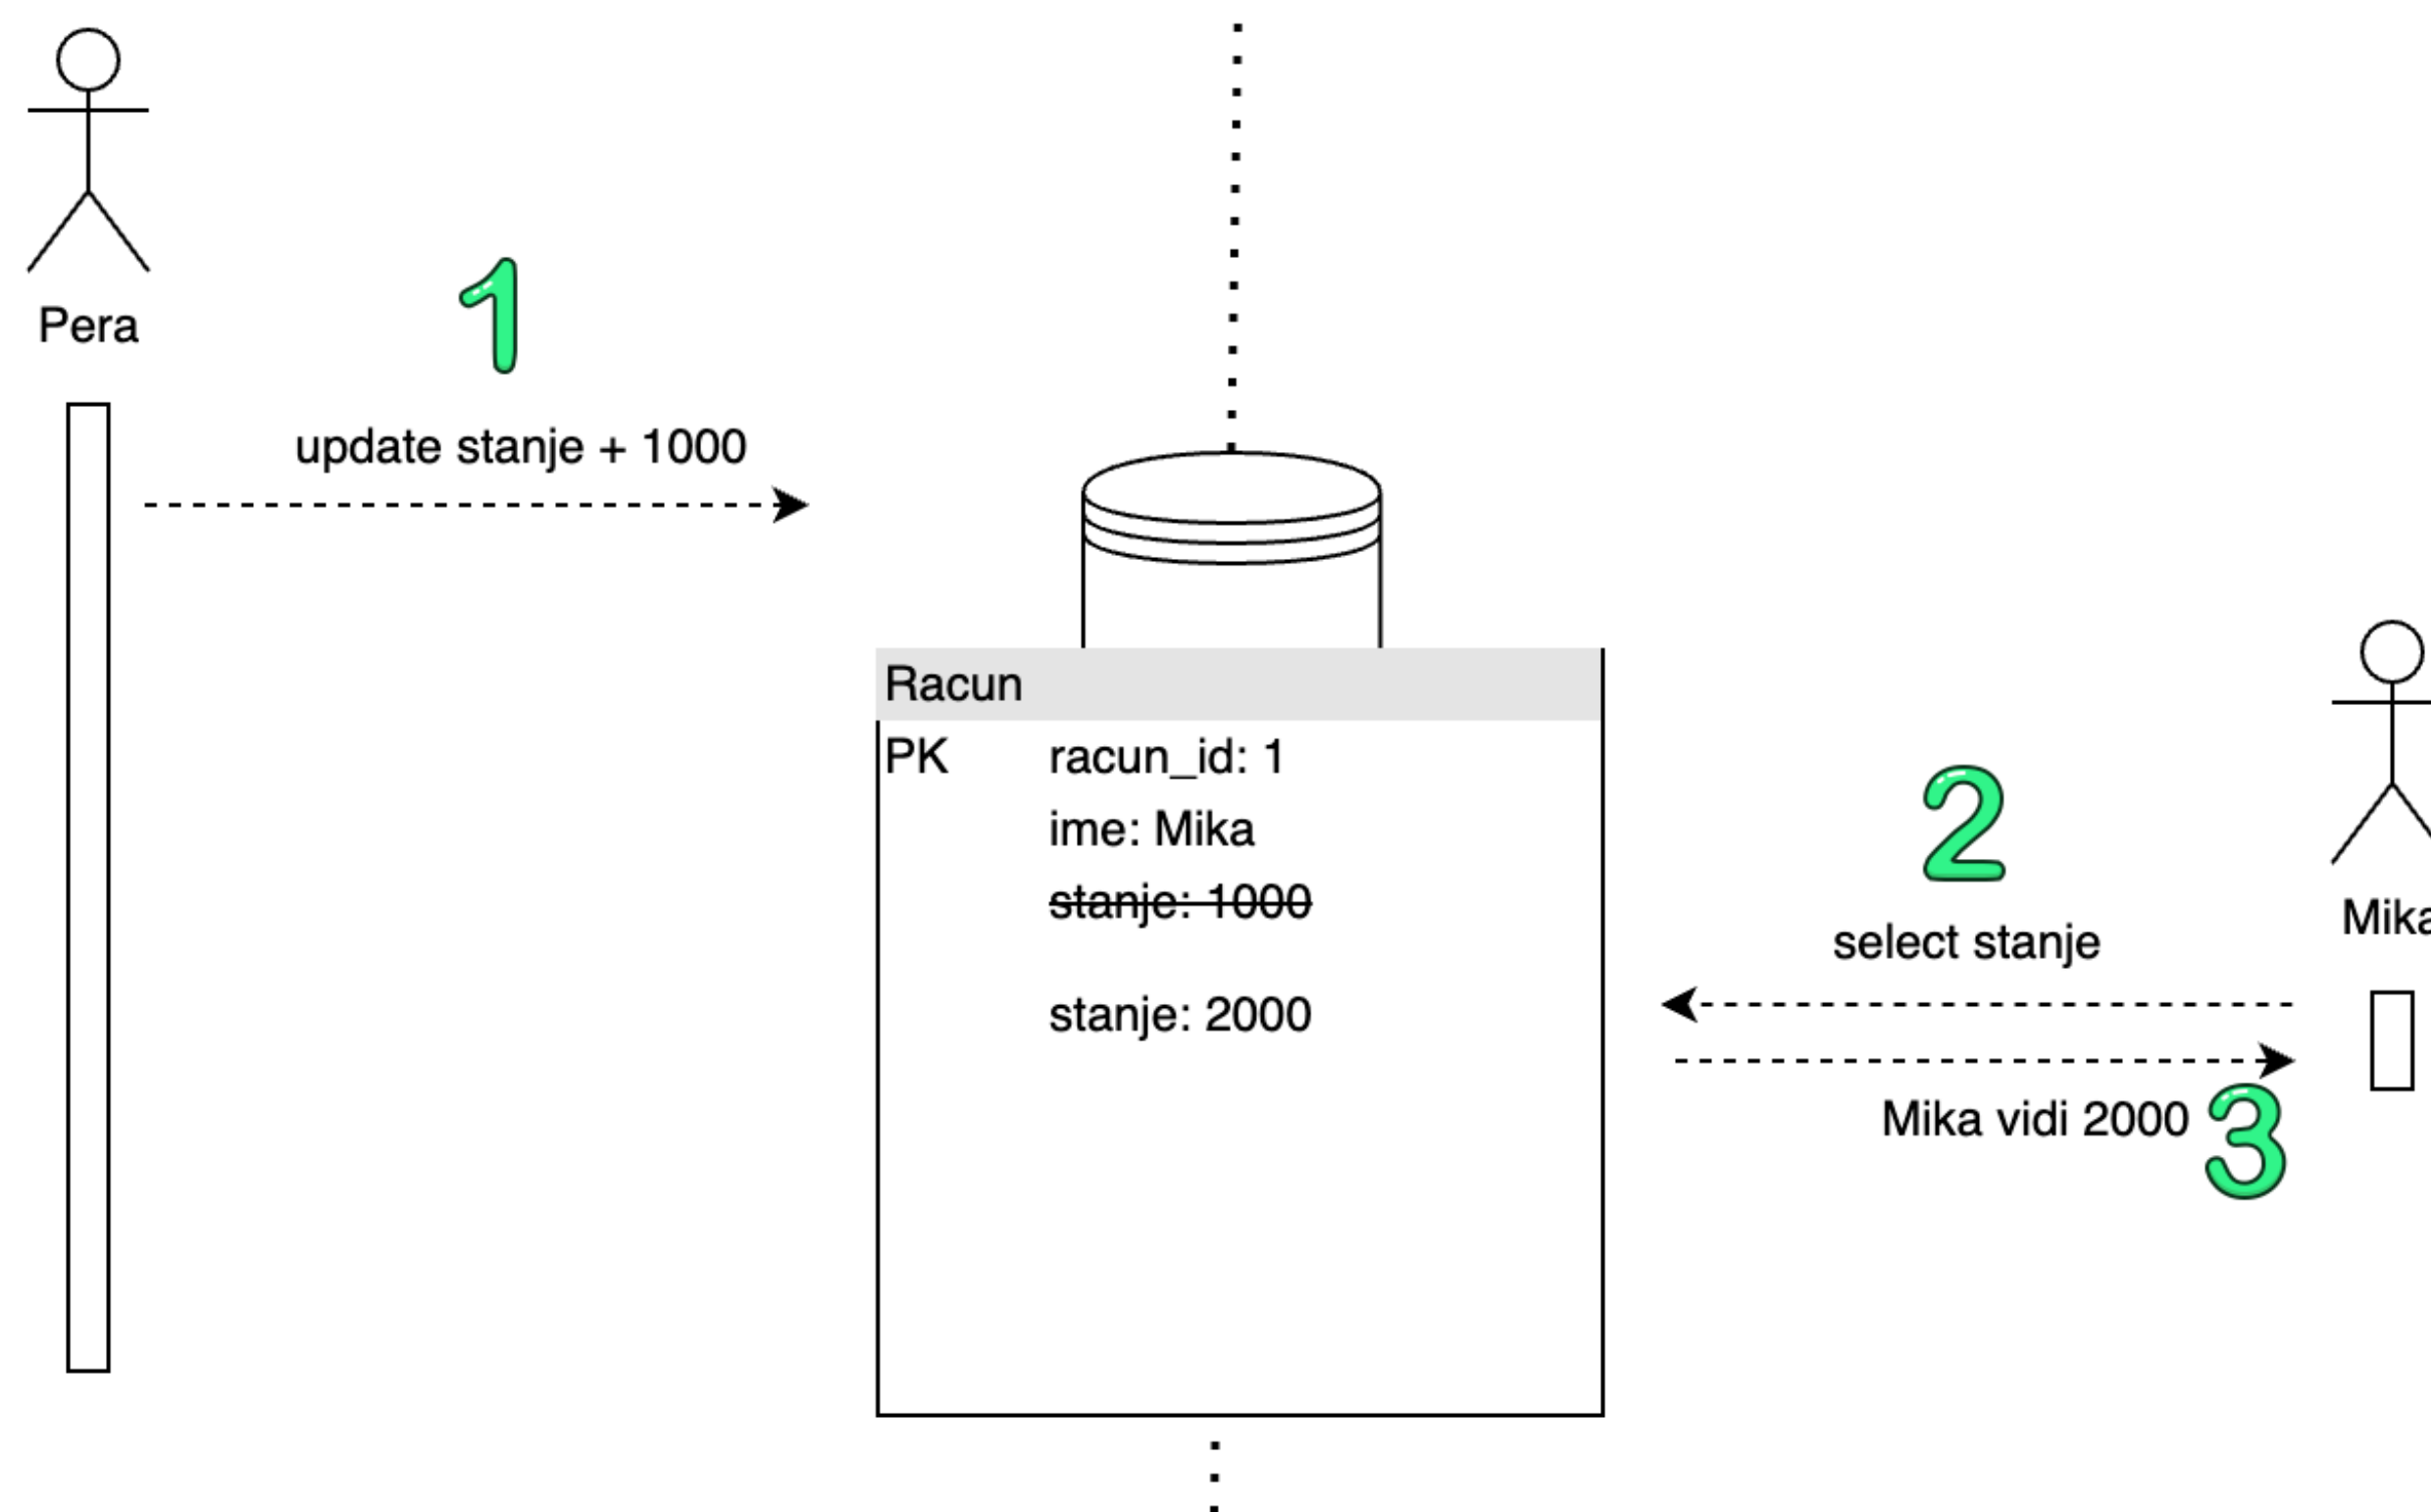 Pera
1
update stanje + 1000
Racun
PK racun_id: 1
ime: Mika
stanje: 1000
stanje: 2000
2
Mika
select stanje
Mika vidi 2000
3